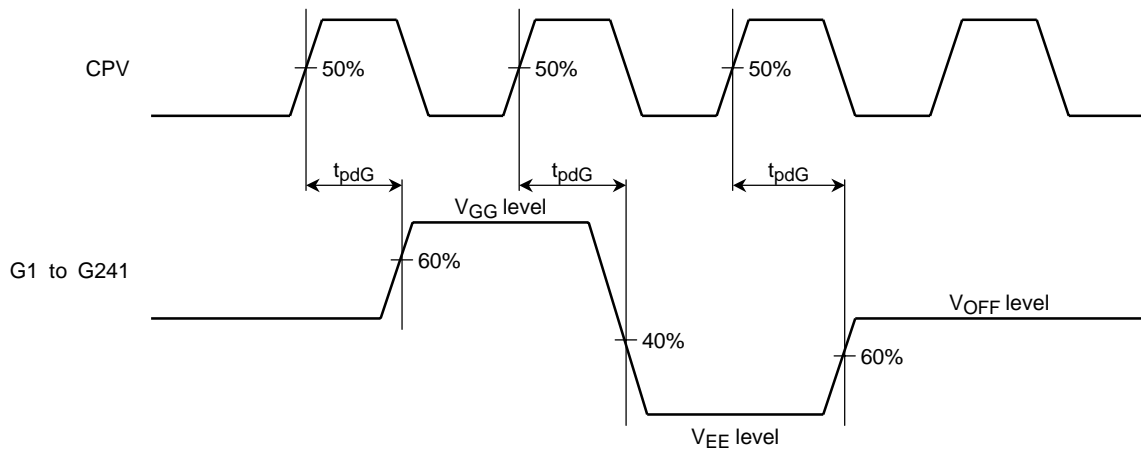 CPV
50%
50%
50%
tpdG
tpdG
tpdG
VGG level
G1 to G241
60%
VOFF level
40%
60%
VEE level